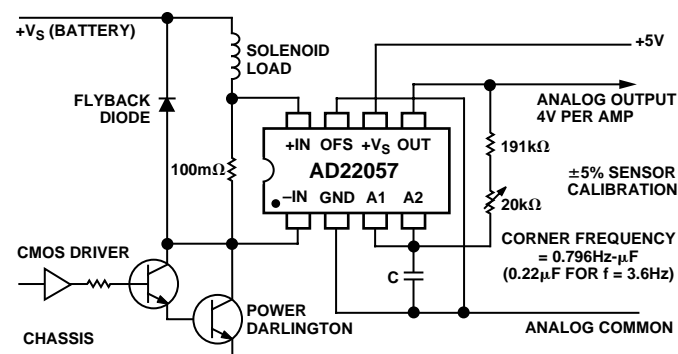 +VS (BATTERY)
SOLENOID
LOAD
+5V
FLYBACK
DIODE
ANALOG OUTPUT
4V PER AMP
+IN OFS +VS OUT
191kΩ
100mΩ
AD22057
±5% SENSOR
CALIBRATION
–IN GND A1 A2
20kΩ
CORNER FREQUENCY
= 0.796Hz-µF
(0.22µF FOR f = 3.6Hz)
CMOS DRIVER
C
POWER
DARLINGTON
CHASSIS
ANALOG COMMON